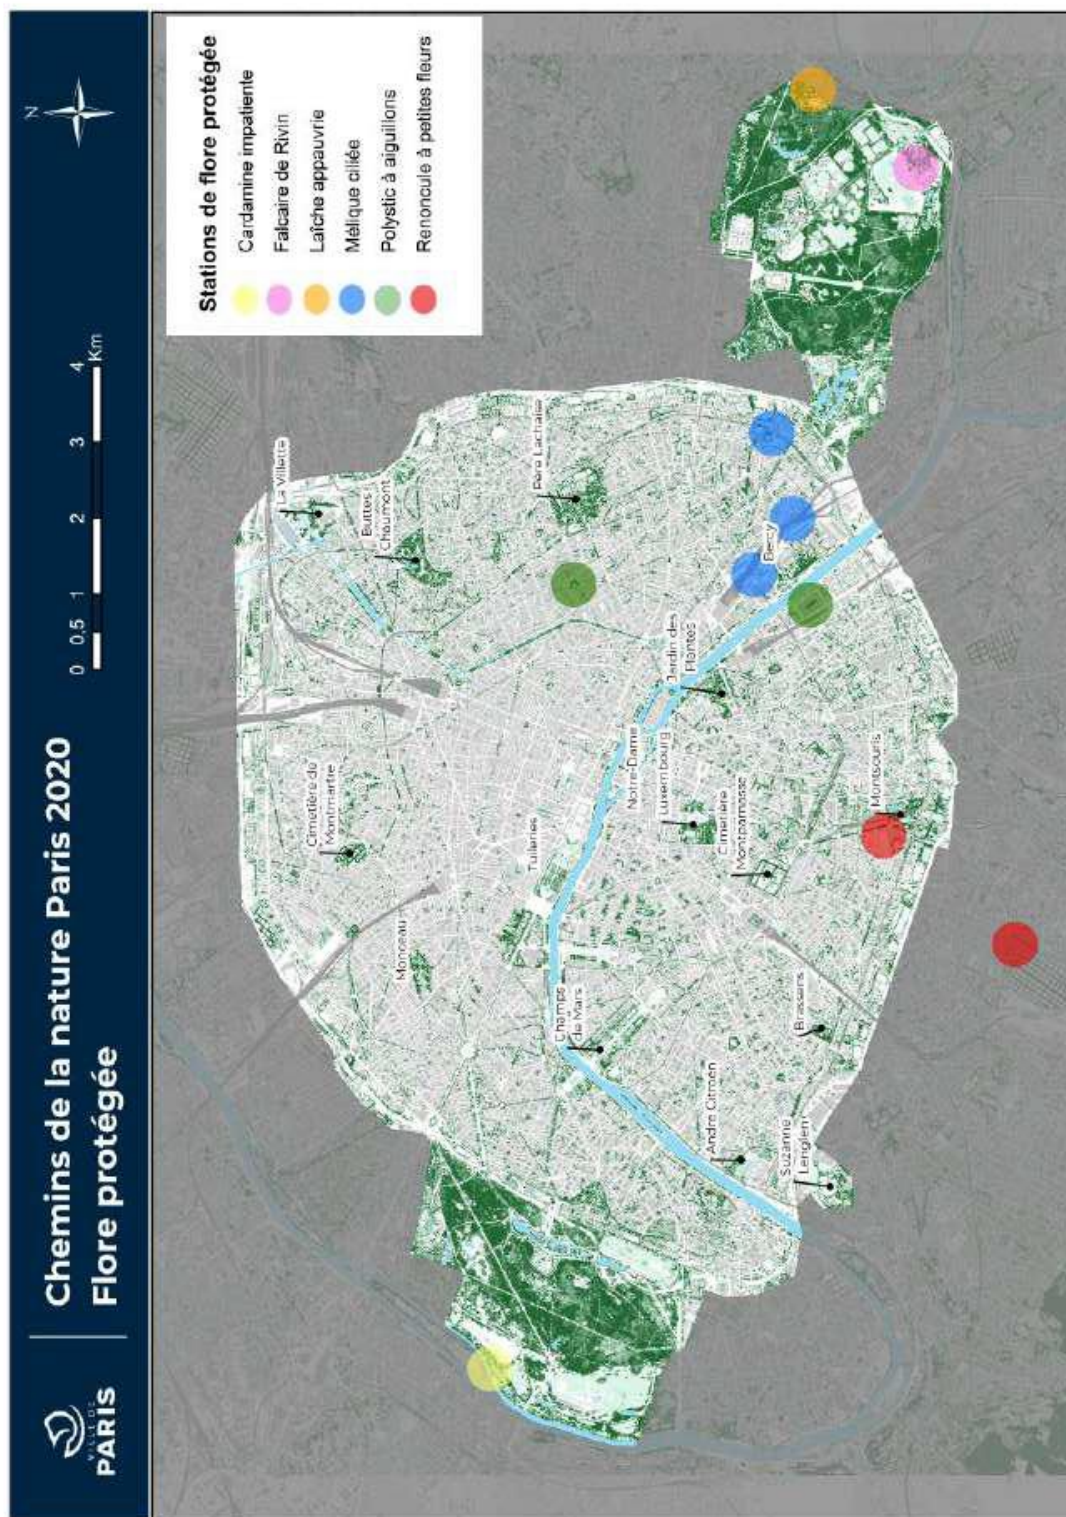 VILLE DE
PARIS
Chemins de la nature Paris 2020
Flore protégée
0 0,5 1 2 3 4
Km
N
Stations de flore protégée
Cardamine impatiente
Falcaire de Rivin
Laîche appauvrie
Mélique ciliée
Polystic à aiguillons
Renoncule à petites fleurs
La Villette
Buttes
Chaumont
Cimetière de
Montmartre
Monceau
Père Lachaise
Tuileries
Champs
de Mars
Notre-Dame
Jardin des
Plantes
Bercy
Luxembourg
Cimetière
Montparnasse
André Citroën
Suzanne
Lenglen
Brassens
Montsouris